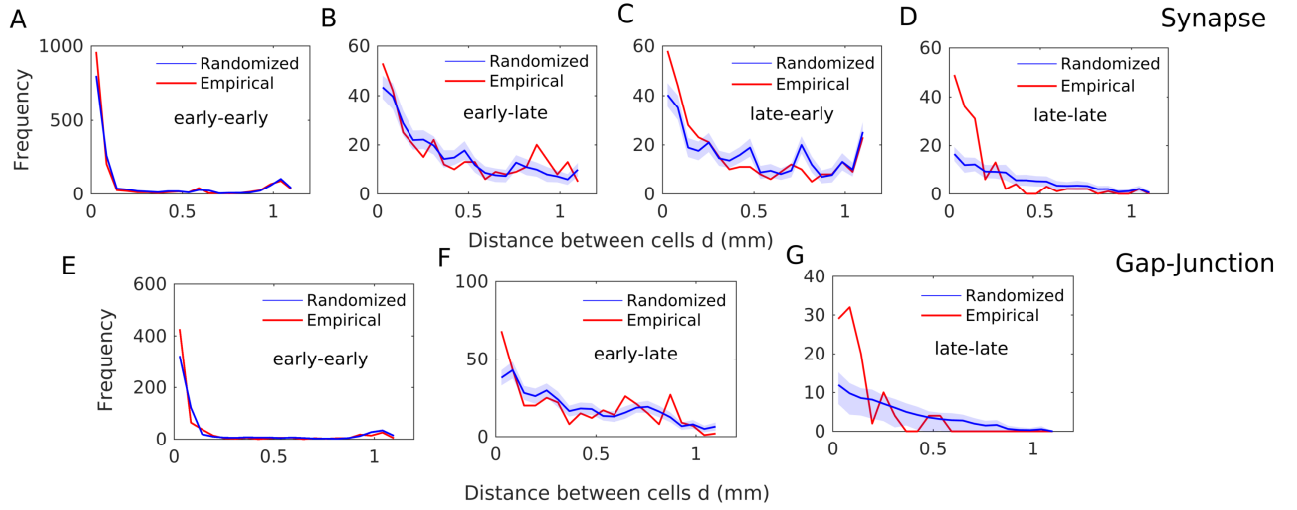 A
B
C
D
Synapse
1000
500
0
Frequency
Randomized
Empirical
early-early
0
0.5
1
60
40
20
0
Randomized
Empirical
early-late
0
0.5
1
60
40
20
0
Randomized
Empirical
late-early
0
0.5
1
60
40
20
0
Randomized
Empirical
late-late
0
0.5
1
Distance between cells d (mm)
E
F
G
Gap-Junction
600
400
200
0
Frequency
Randomized
Empirical
early-early
0
0.5
1
100
50
0
Randomized
Empirical
early-late
0
0.5
1
40
30
20
10
0
Randomized
Empirical
late-late
0
0.5
1
Distance between cells d (mm)